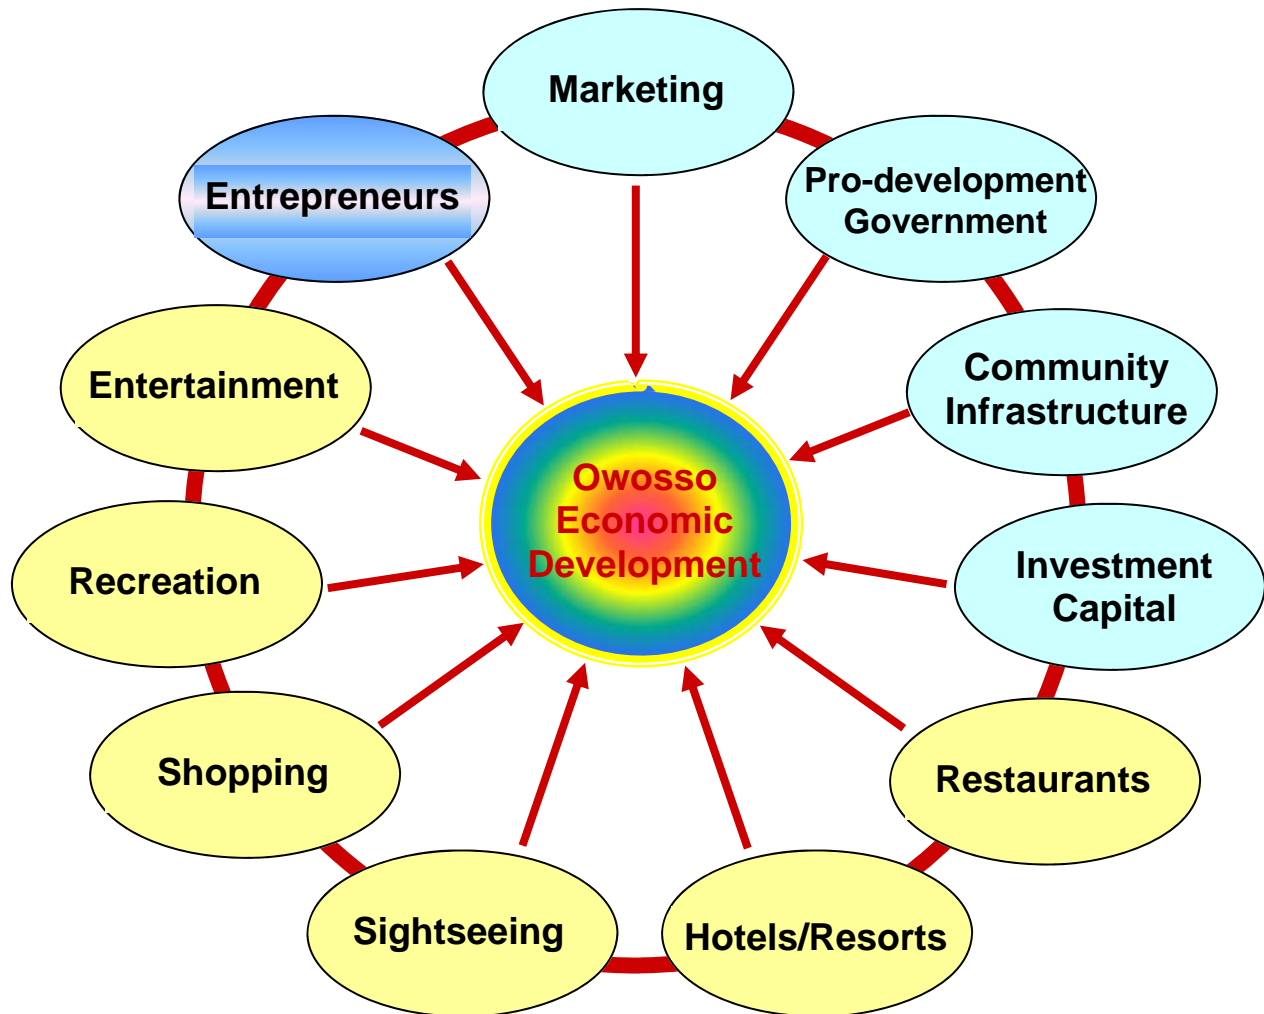 Marketing
Entrepreneurs
Pro-development
Government
Entertainment
Community
Infrastructure
Owosso
Economic
Development
Recreation
Investment
Capital
Shopping
Restaurants
Sightseeing
Hotels/Resorts